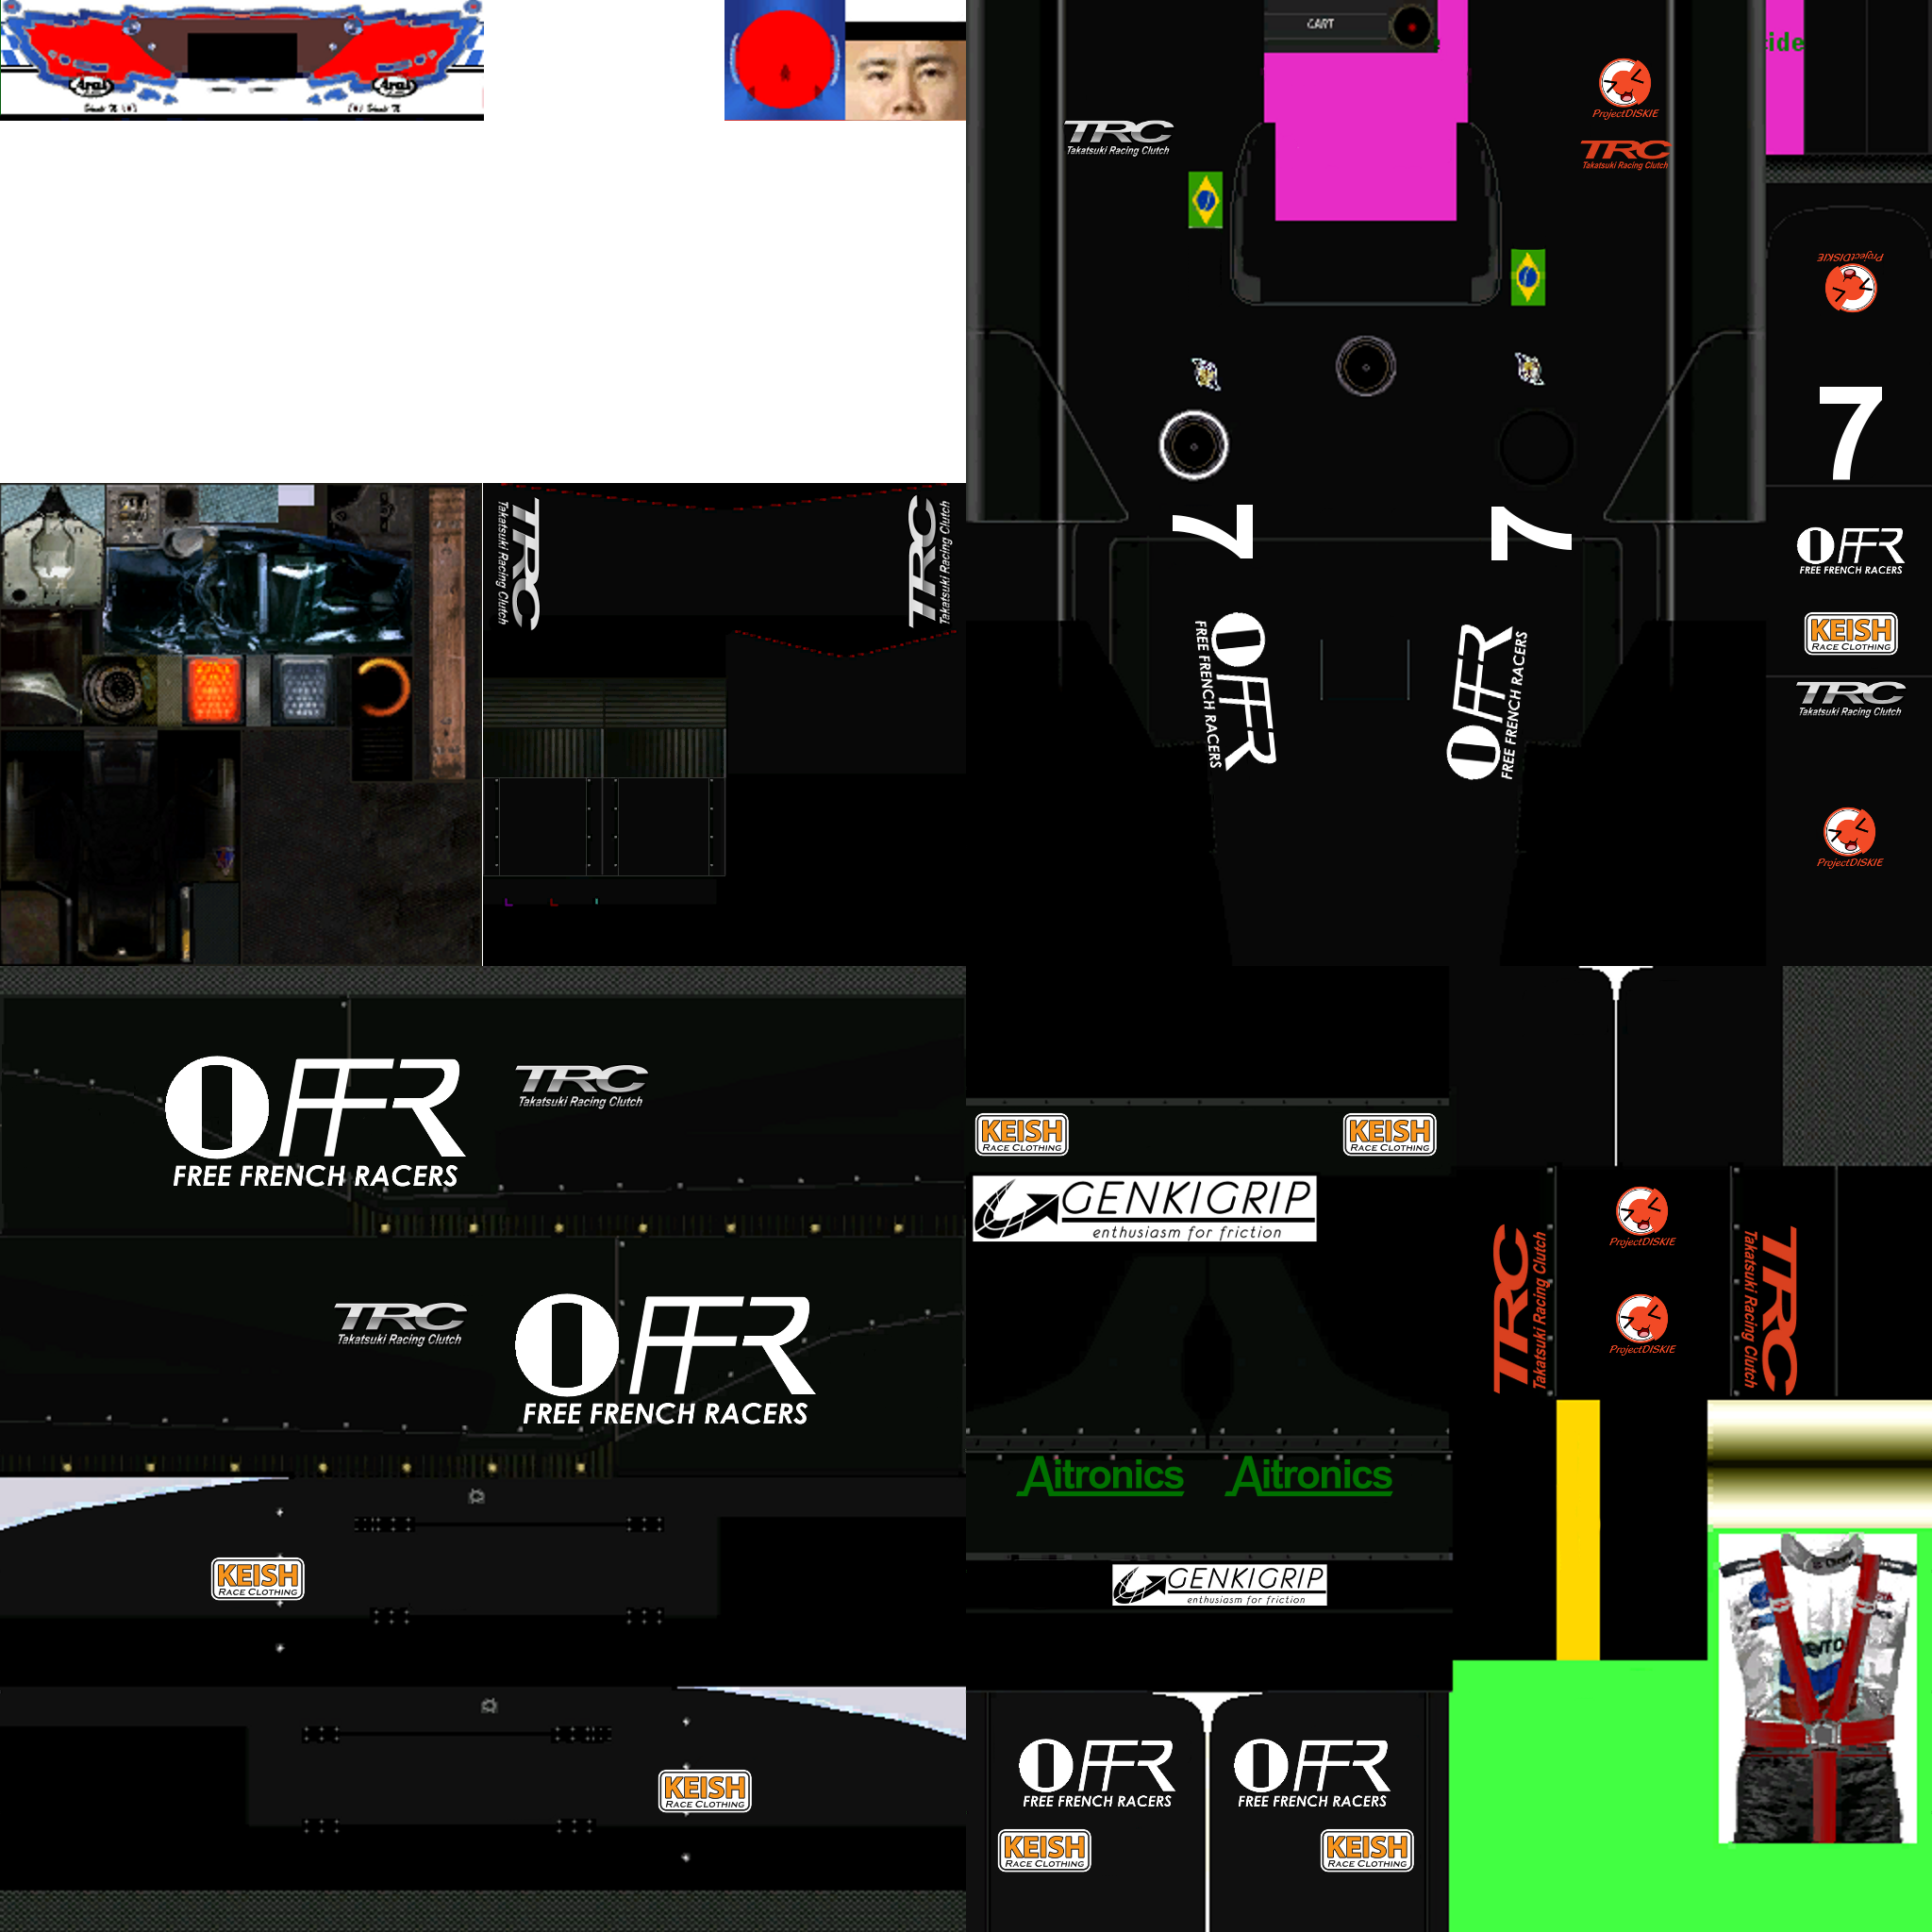 Arai
Arai
CART
cide
ProjectDISKIE
TRC
Takatsuki Racing Clutch
TRC
Takatsuki Racing Clutch
ProjectDISKIE
7
TRC
Takatsuki Racing Clutch
TRC
Takatsuki Racing Clutch
7
7
FFR
FREE FRENCH RACERS
KEISH
RACE CLOTHING
FFR
FREE FRENCH RACERS
FFR
FREE FRENCH RACERS
TRC
Takatsuki Racing Clutch
ProjectDISKIE
FFR
FREE FRENCH RACERS
TRC
Takatsuki Racing Clutch
KEISH
RACE CLOTHING
KEISH
RACE CLOTHING
GENKIGRIP
enthusiasm for friction
ProjectDISKIE
TRC
Takatsuki Racing Clutch
TRC
Takatsuki Racing Clutch
ProjectDISKIE
TRC
Takatsuki Racing Clutch
FFR
FREE FRENCH RACERS
Aitronics
Aitronics
KEISH
RACE CLOTHING
GENKIGRIP
enthusiasm for friction
KEISH
RACE CLOTHING
FFR
FREE FRENCH RACERS
FFR
FREE FRENCH RACERS
KEISH
RACE CLOTHING
KEISH
RACE CLOTHING